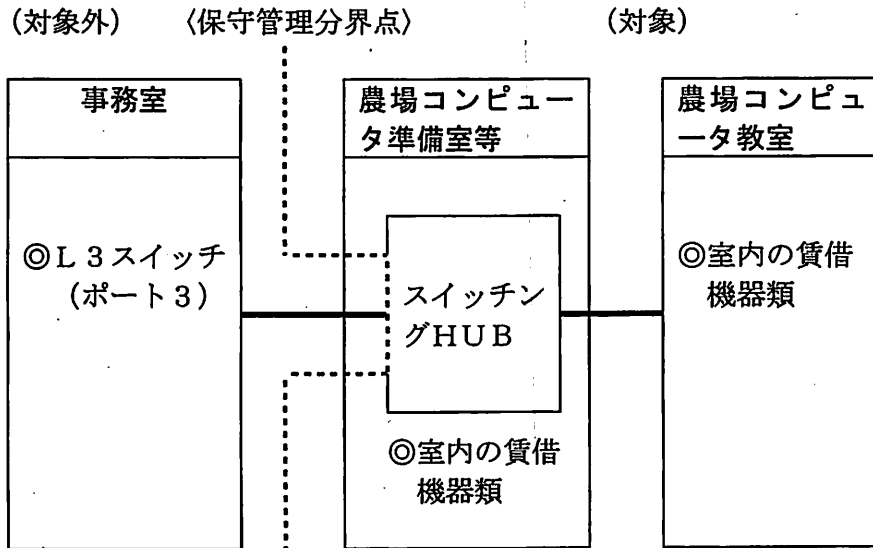 (対象外) 〈保守管理分界点〉 (対象)
事務室
◎L3スイッチ
(ポート3)
農場コンピュー
タ準備室等
スイッチン
グHUB
◎室内の賃借
機器類
農場コンピュ
ータ教室
◎室内の賃借
機器類